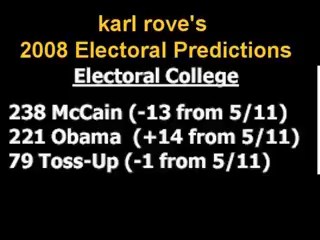 karl rove's
2008 Electoral Predictions
Electoral College
238 McCain (-13 from 5/11)
221 Obama (+14 from 5/11)
79 Toss-Up (-1 from 5/11)